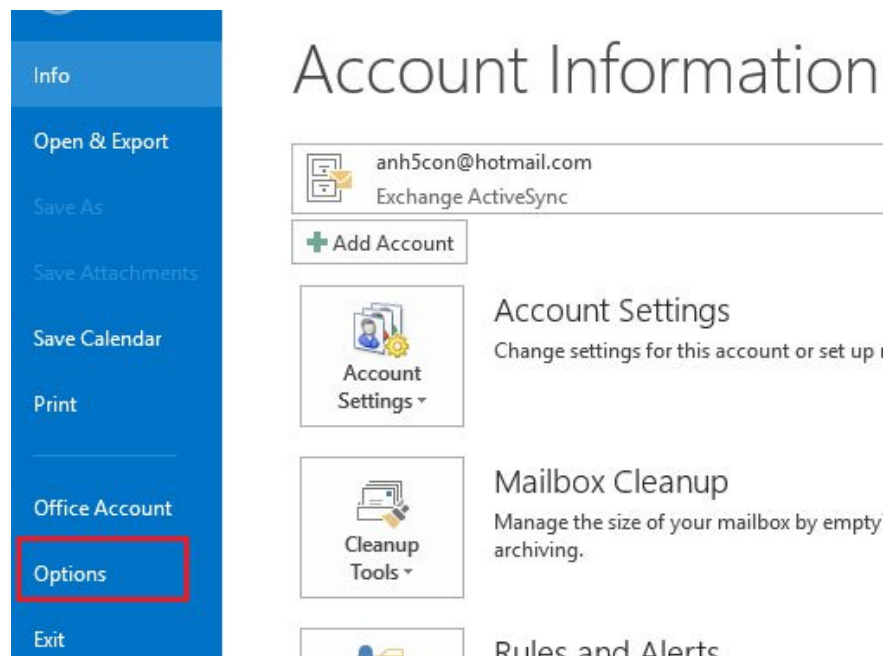 Info
Open & Export
Save As
Save Attachments
Save Calendar
Print
Office Account
Options
Exit
Account Information
anh5con@hotmail.com
Exchange ActiveSync
Add Account
Account
Settings
Account Settings
Change settings for this account or set up
Cleanup
Tools
Mailbox Cleanup
Manage the size of your mailbox by empty
archiving.
Rules and Alerts